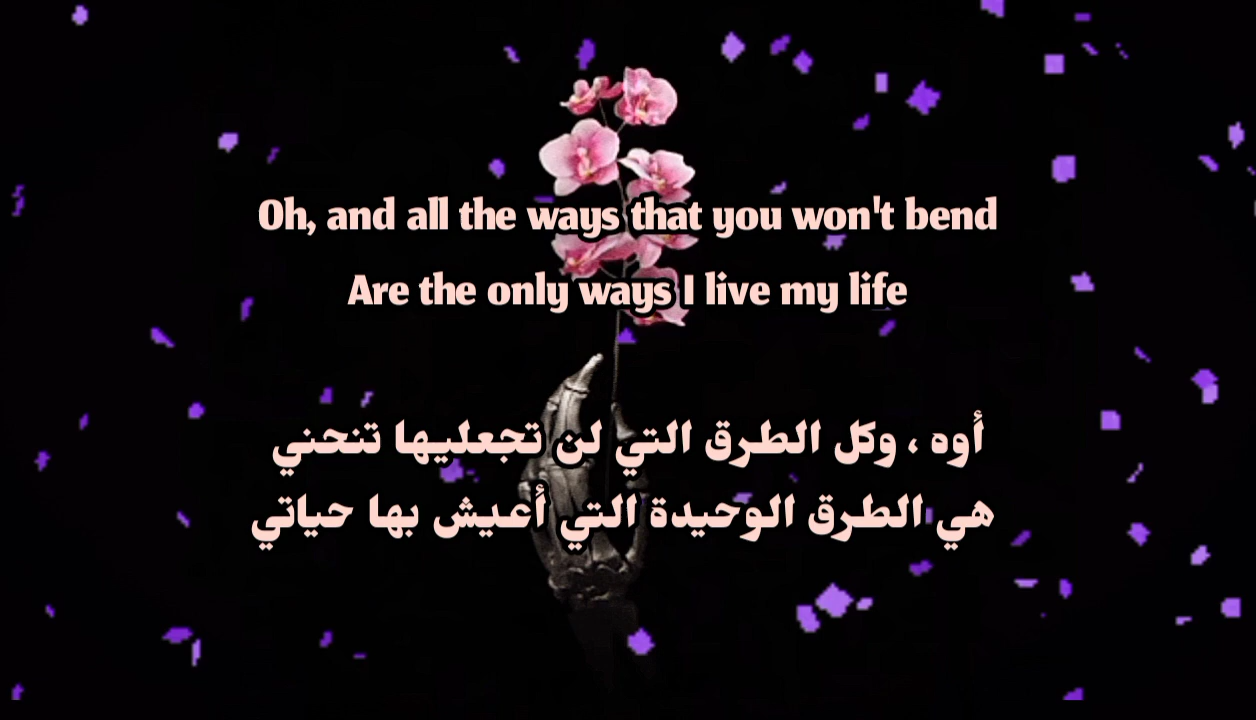 Oh, and all the ways that you won't bend
Are the only ways I live my life
أوه ، وكل الطرق التي لن تجعليها تنحني
هي الطرق الوحيدة التي أعيش بها حياتي